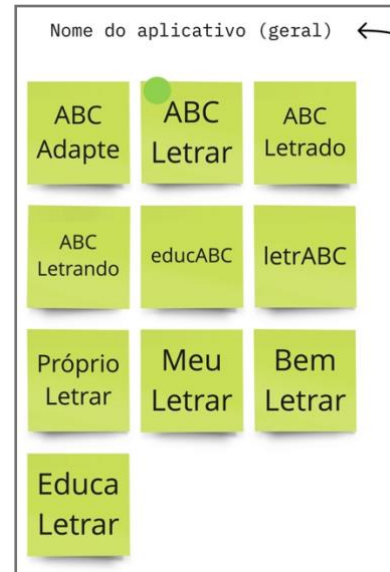 Nome do aplicativo (geral)
ABC
Adapte
ABC
Letrar
ABC
Letrado
ABC
Letrando
educABC
letrABC
Próprio
Letrar
Meu
Letrar
Bem
Letrar
Educa
Letrar